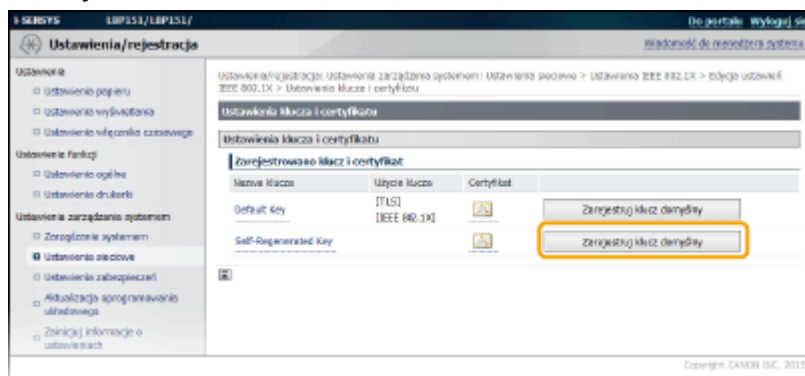 i-SENSYS LBP151/LBP151/ Do portalu Wyloguj się
Ustawienia/rejestracja Wiadomość do menedżera systemu
Ustawienia
Ustawienia papieru
Ustawienia wyświetlania
Ustawienia włącznika czasowego
Ustawienia funkcji
Ustawienia ogólne
Ustawienia drukarki
Ustawienia zarządzania systemem
Zarządzanie systemem
Ustawienia sieciowe
Ustawienia zabezpieczeń
Aktualizacja oprogramowania
układowego
Zainicjuj informacje o
ustawieniach
Ustawienia/rejestracja: Ustawienia zarządzania systemem: Ustawienia sieciowe > Ustawienia IEEE 802.1X > Edycja ustawień
IEEE 802.1X > Ustawienia klucza i certyfikatu
Ustawienia klucza i certyfikatu
Ustawienia klucza i certyfikatu
Zarejestrowano klucz i certyfikat
Nazwa klucza Użycie klucza Certyfikat
Default Key [TLS] Zarejestruj klucz domyślny
[IEEE 802.1X]
Self-Regenerated Key Zarejestruj klucz domyślny
Copyright CANON INC. 2015